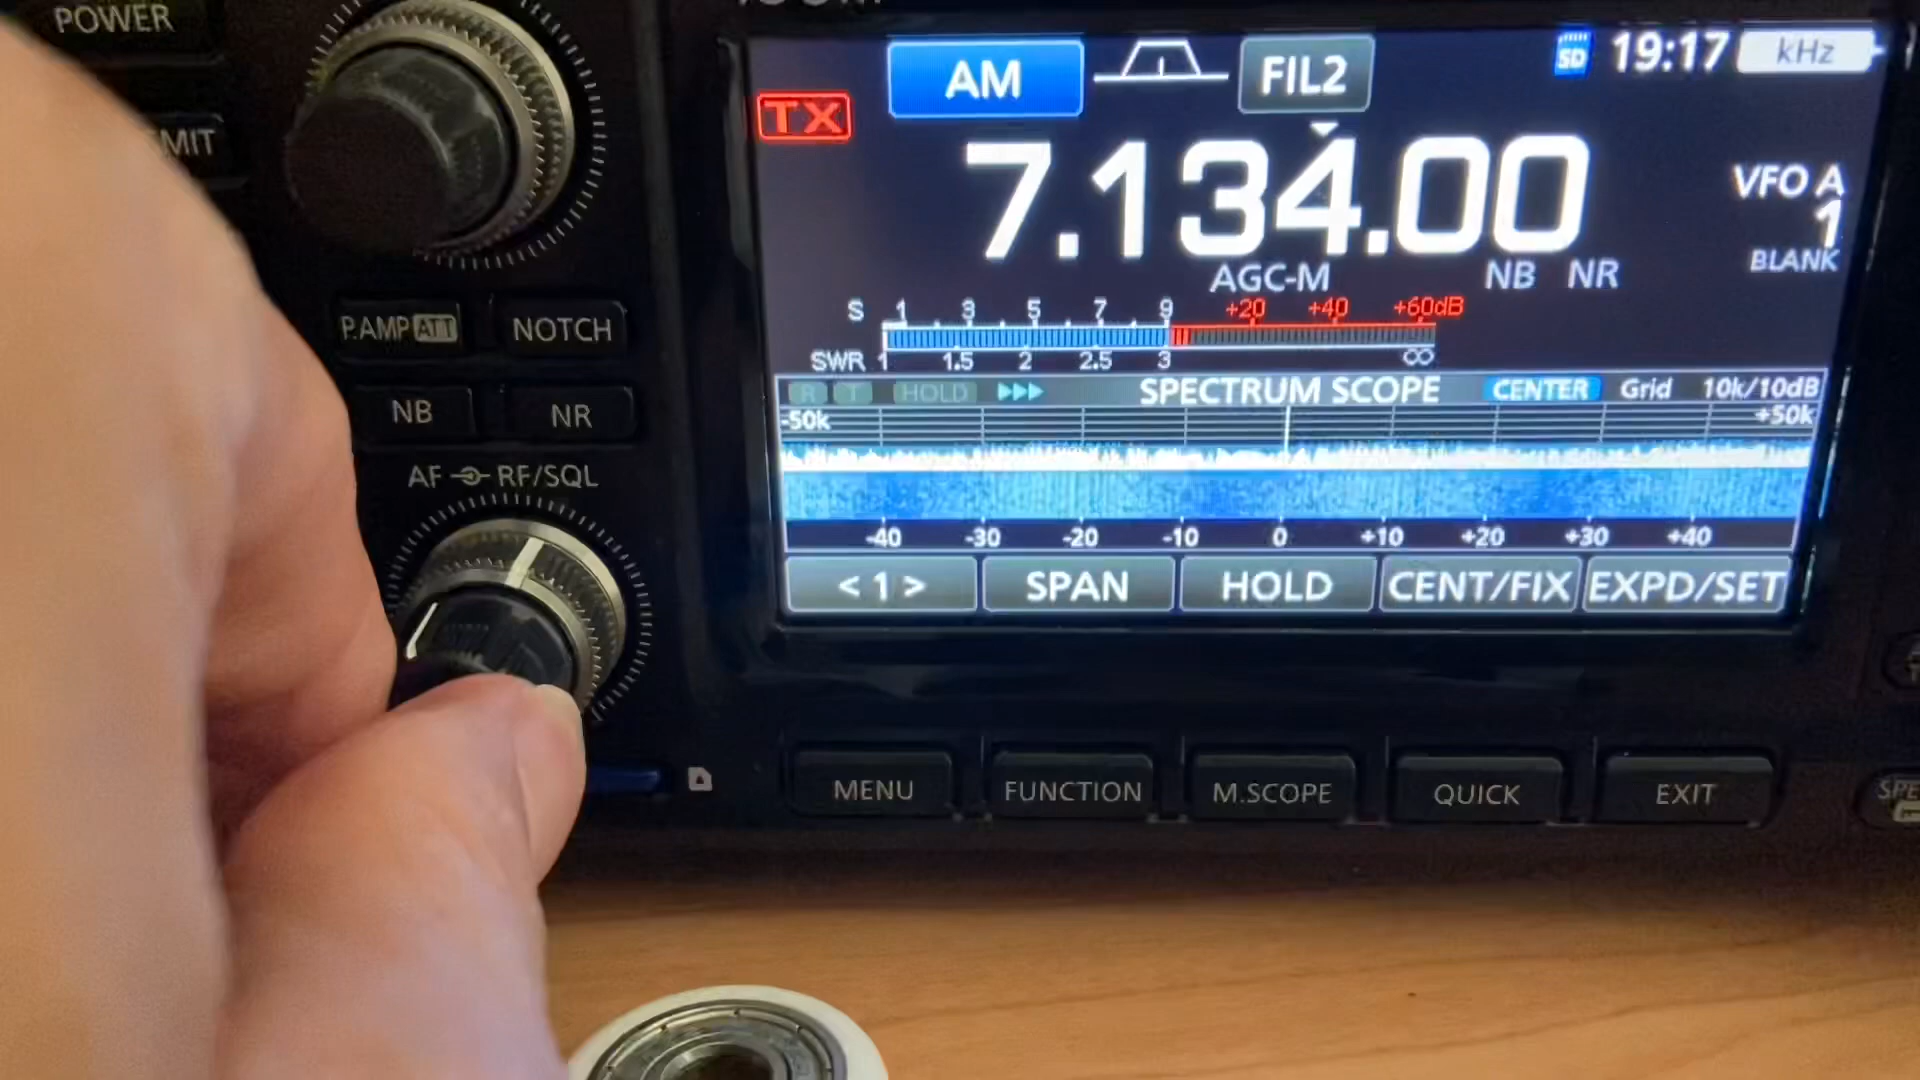 POWER
MIT
P.AMP ATT NOTCH
NB NR
AF RF/SQL
AM FIL2 SD 19:17 kHz
TX
7.134.00
VFO A
1
AGC-M NB NR BLANK
S 1 3 5 7 9 +20 +40 +60dB
SWR 1 1.5 2 2.5 3 ∞
R T HOLD SPECTRUM SCOPE CENTER Grid 10k/10dB
-50k +50k
-40 -30 -20 -10 0 +10 +20 +30 +40
< 1 > SPAN HOLD CENT/FIX EXPD/SET
MENU FUNCTION M.SCOPE QUICK EXIT
SPE